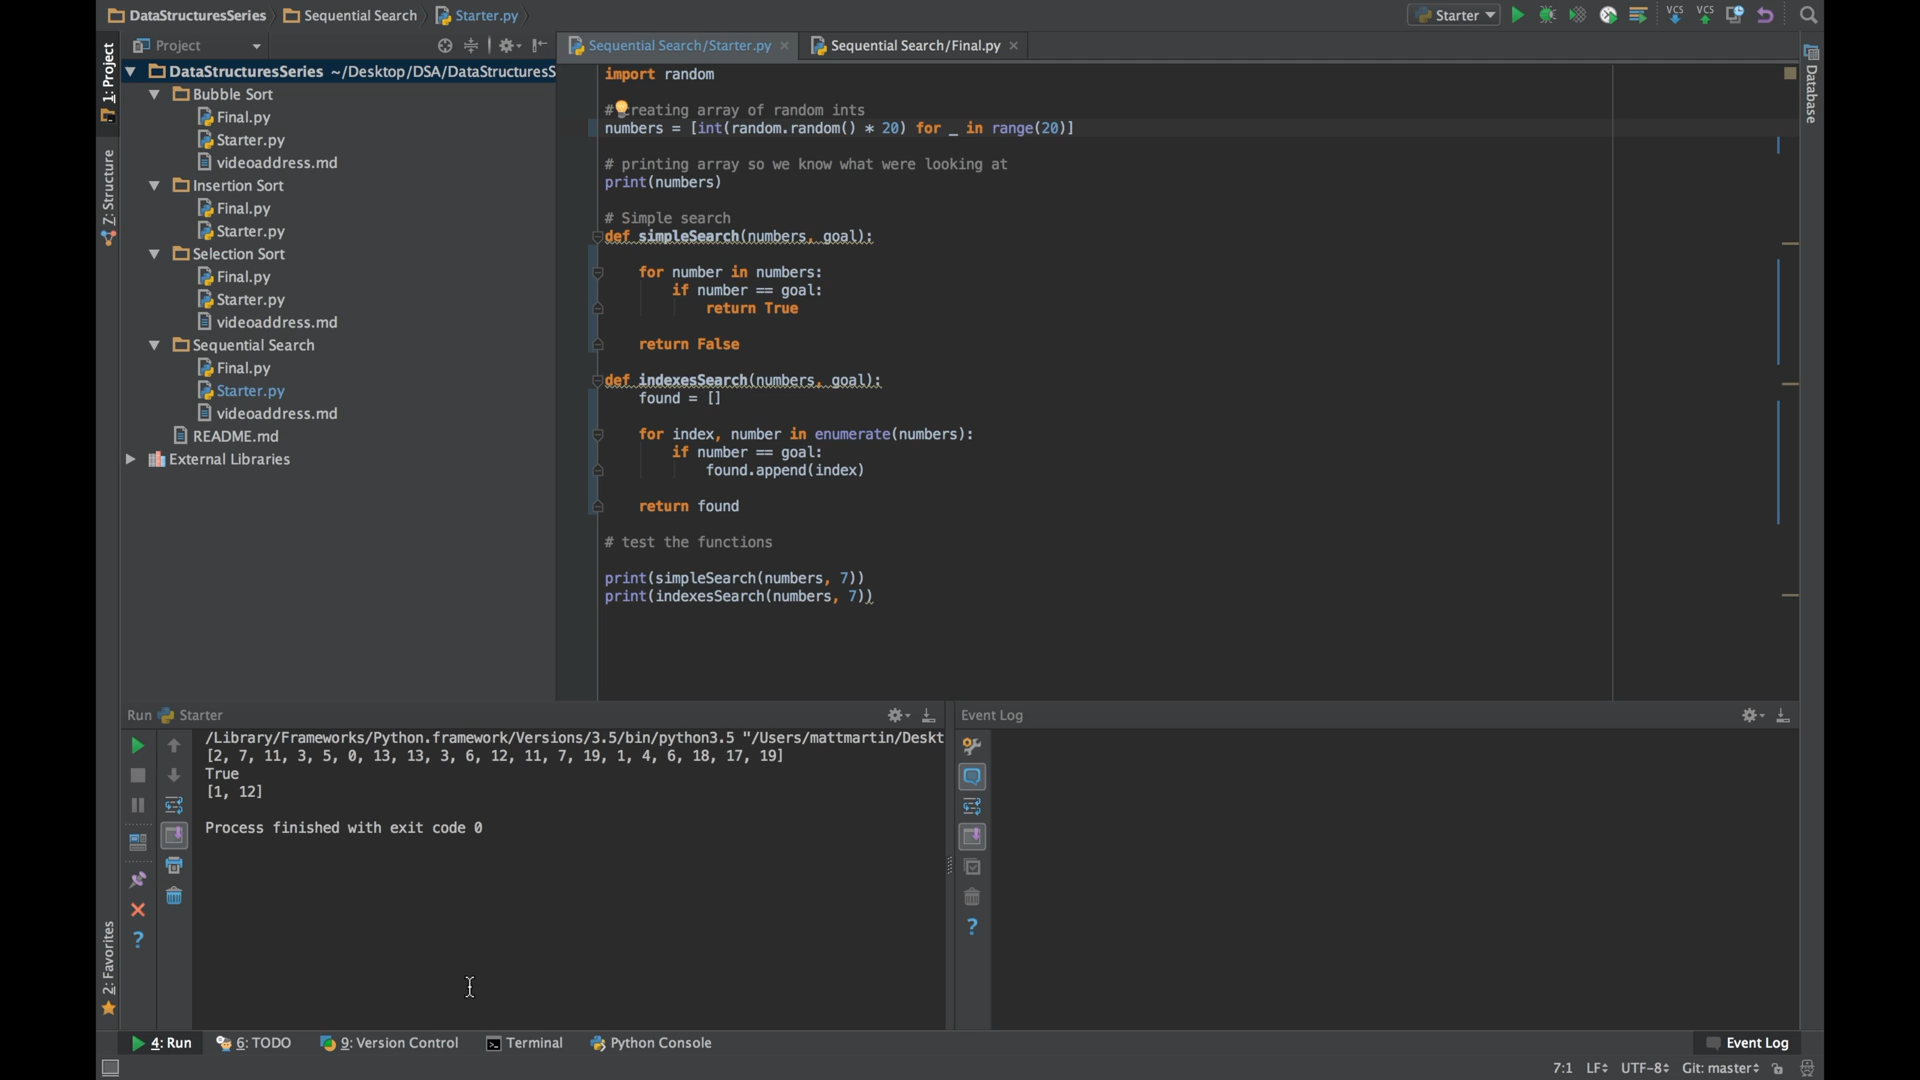 DataStructuresSeries Sequential Search Starter.py
Starter
VCS VCS
1: Project
Z: Structure
2: Favorites
Database
Project
DataStructuresSeries ~/Desktop/DSA/DataStructuresS
Bubble Sort
Final.py
Starter.py
videoaddress.md
Insertion Sort
Final.py
Starter.py
Selection Sort
Final.py
Starter.py
videoaddress.md
Sequential Search
Final.py
Starter.py
videoaddress.md
README.md
External Libraries
Sequential Search/Starter.py
Sequential Search/Final.py
import random
# reating array of random ints
numbers = [int(random.random() * 20) for _ in range(20)]
# printing array so we know what were looking at
print(numbers)
# Simple search
def simpleSearch(numbers, goal):
for number in numbers:
if number == goal:
return True
return False
def indexesSearch(numbers, goal):
found = []
for index, number in enumerate(numbers):
if number == goal:
found.append(index)
return found
# test the functions
print(simpleSearch(numbers, 7))
print(indexesSearch(numbers, 7))
Run Starter
/Library/Frameworks/Python.framework/Versions/3.5/bin/python3.5 "/Users/mattmartin/Deskt
[2, 7, 11, 3, 5, 0, 13, 13, 3, 6, 12, 11, 7, 19, 1, 4, 6, 18, 17, 19]
True
[1, 12]
Process finished with exit code 0
Event Log
4: Run 6: TODO 9: Version Control Terminal Python Console
Event Log
7:1 LF UTF-8 Git: master